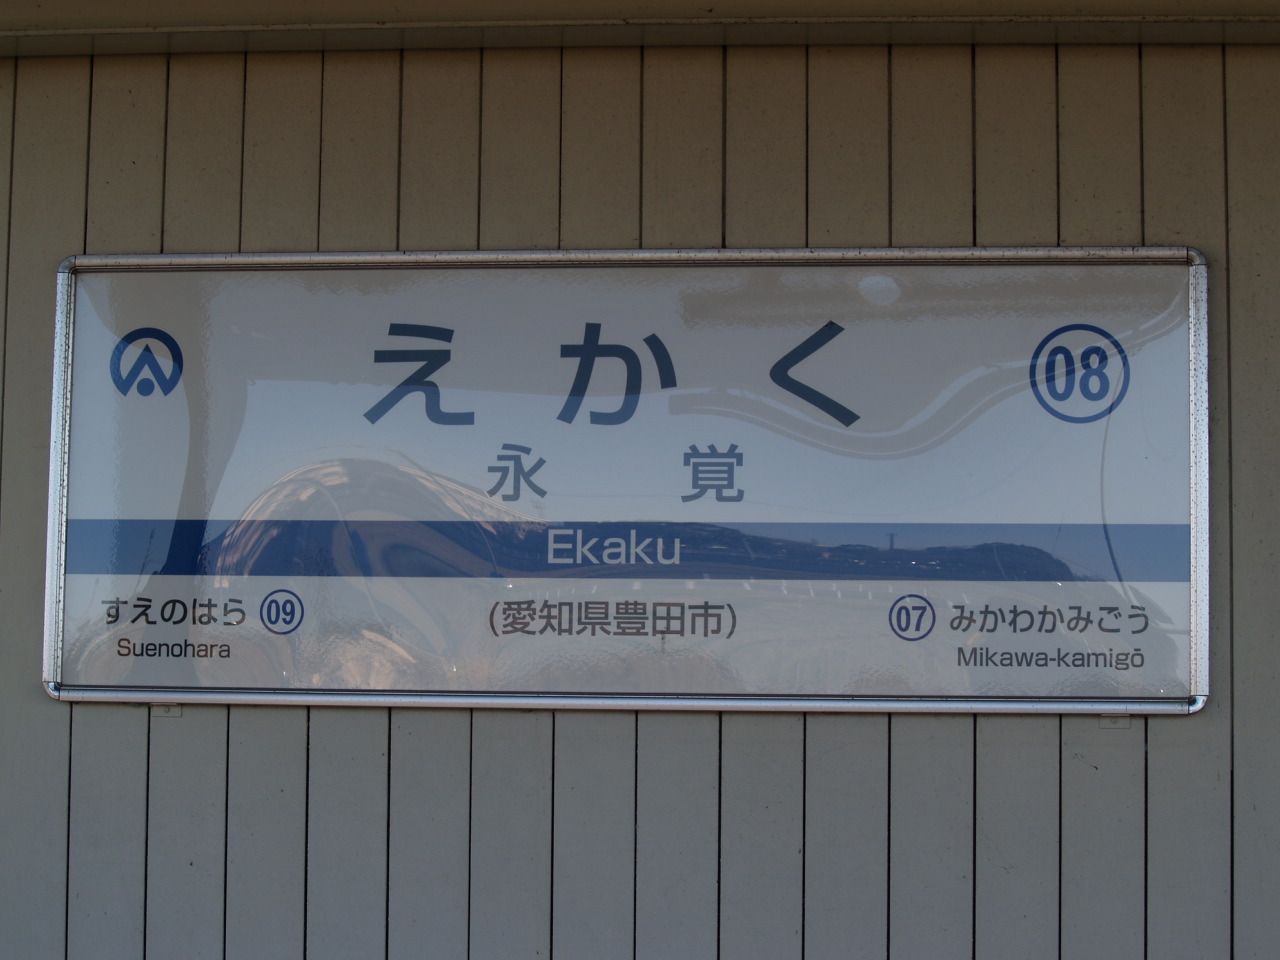 えかく 08
永覚
Ekaku
すえのはら 09 (愛知県豊田市) 07 みかわかみごう
Suenohara Mikawa-kamigō